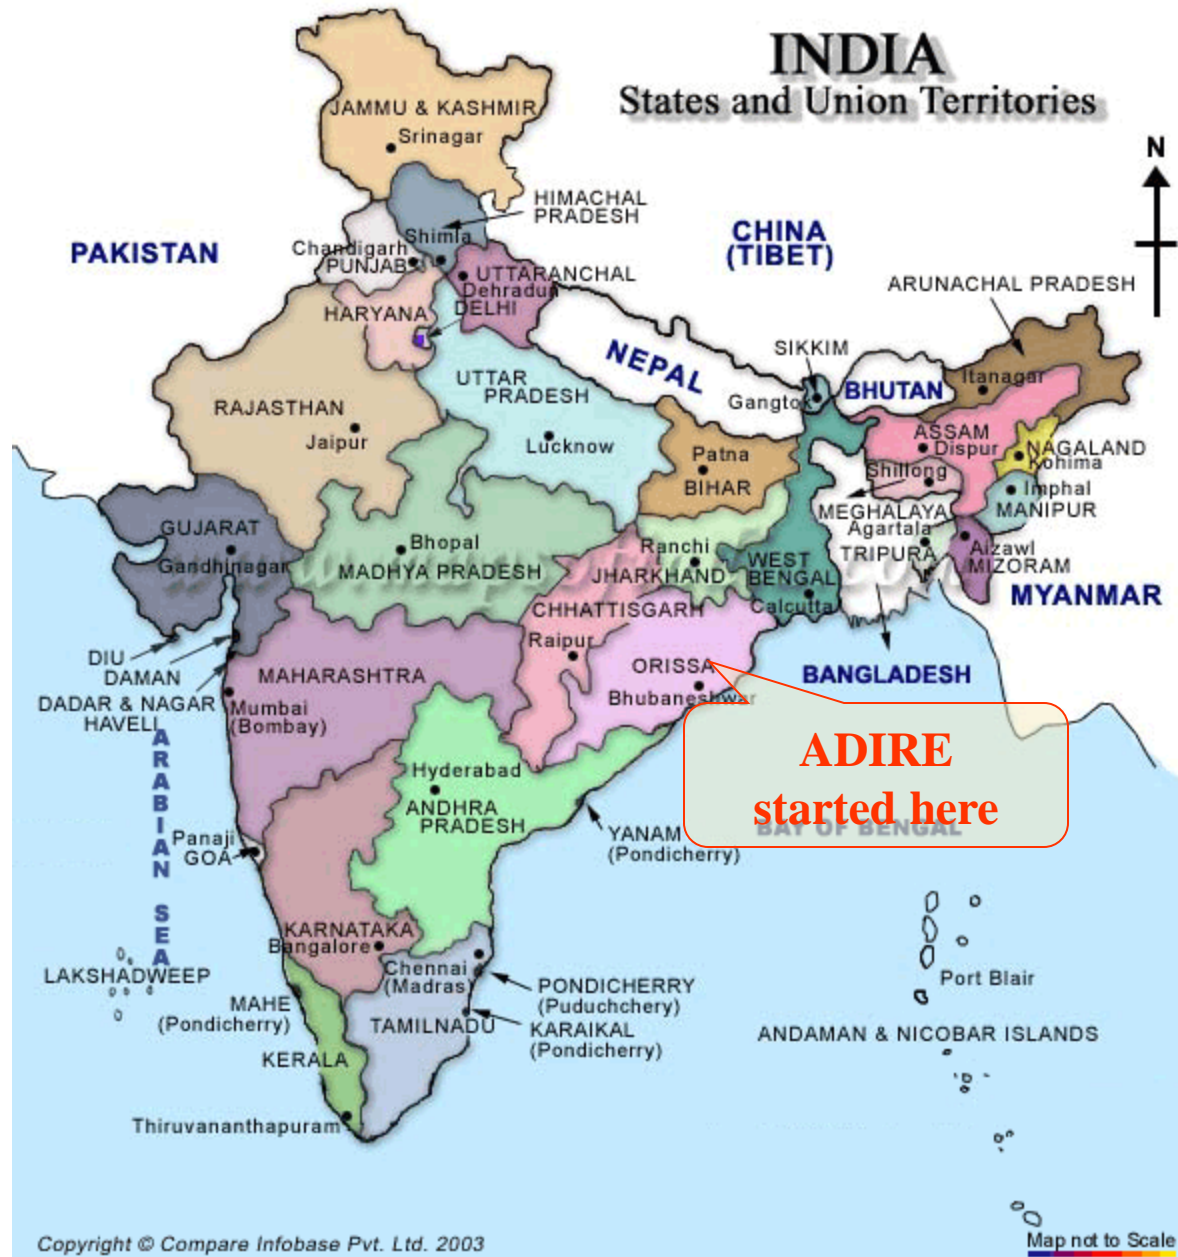 INDIA
States and Union Territories
JAMMU & KASHMIR
Srinagar
N
HIMACHAL
PRADESH
Shimla
CHINA
(TIBET)
PAKISTAN
Chandigarh
PUNJAB
UTTARANCHAL
Dehradun
DELHI
HARYANA
ARUNACHAL PRADESH
NEPAL
SIKKIM
Gangtok
BHUTAN
Itanagar
UTTAR
PRADESH
Lucknow
RAJASTHAN
Jaipur
Patna
BIHAR
ASSAM
Dispur
NAGALAND
Kohima
Shillong
Imphal
MANIPUR
MEGHALAYA
Agartala
TRIPURA
Aizawl
MIZORAM
MYANMAR
GUJARAT
Gandhinagar
Bhopal
MADHYA PRADESH
Ranchi
JHARKHAND
WEST
BENGAL
Calcutta
CHHATTISGARH
Raipur
ORISSA
Bhubaneshwar
BANGLADESH
DIU
DAMAN
DADAR & NAGAR
HAVELI
MAHARASHTRA
Mumbai
(Bombay)
ARABIAN SEA
ADIRE
started here
BAY OF BENGAL
Hyderabad
ANDHRA
PRADESH
YANAM
(Pondicherry)
Panaji
GOA
KARNATAKA
Bangalore
Chennai
(Madras)
PONDICHERRY
(Puduchchery)
KARAIKAL
(Pondicherry)
LAKSHADWEEP
MAHE
(Pondicherry)
TAMILNADU
KERALA
Thiruvananthapuram
Port Blair
ANDAMAN & NICOBAR ISLANDS
Copyright © Compare Infobase Pvt. Ltd. 2003
Map not to Scale